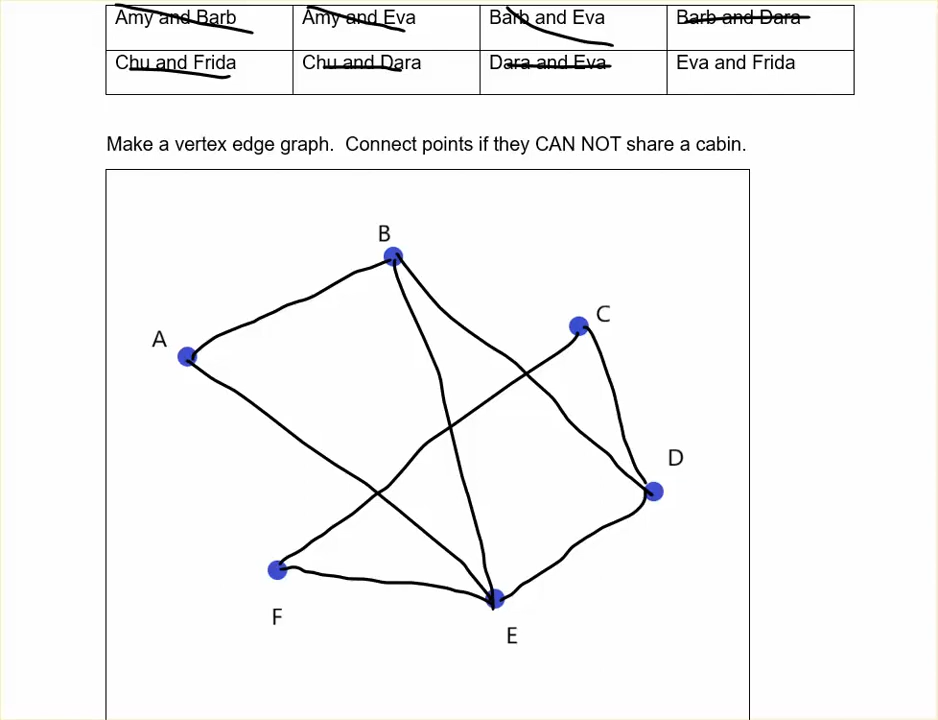 Amy and Barb
Amy and Eva
Barb and Eva
Barb and Dara
Chu and Frida
Chu and Dara
Dara and Eva
Eva and Frida
Make a vertex edge graph.  Connect points if they CAN NOT share a cabin.
B
C
A
D
F
E